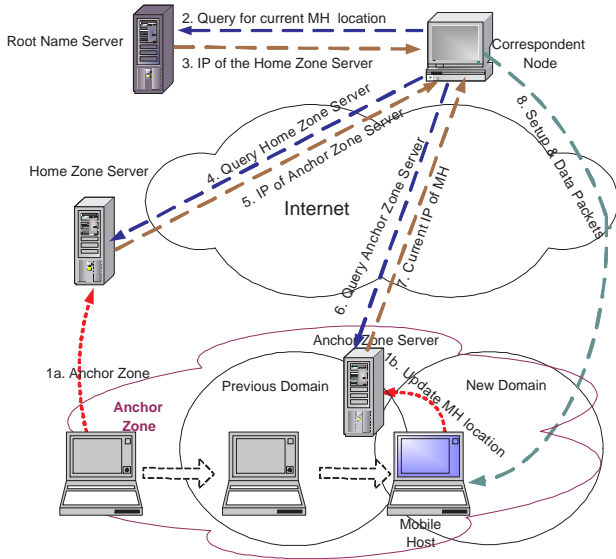 2. Query for current MH location
Root Name Server
3. IP of the Home Zone Server
Correspondent
Node
8. Setup & Data Packets
4. Query Home Zone Server
5. IP of Anchor Zone Server
Home Zone Server
Internet
6. Query Anchor Zone Server
7. Current IP of MH
Anchor Zone Server
1a. Anchor Zone
1b. Update MH location
Previous Domain
New Domain
Anchor
Zone
Mobile
Host